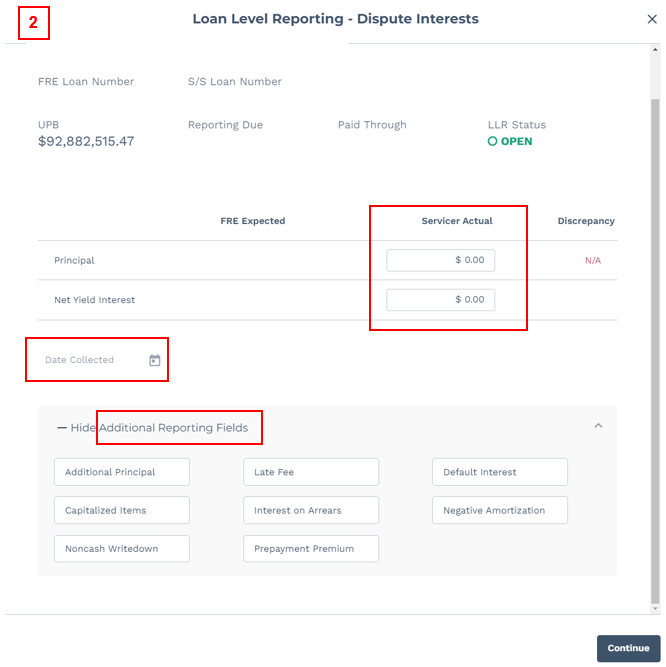 2
Loan Level Reporting - Dispute Interests
FRE Loan Number S/S Loan Number
UPB Reporting Due Paid Through LLR Status
$92,882,515.47 OPEN
FRE Expected Servicer Actual Discrepancy
Principal $ 0.00 N/A
Net Yield Interest $ 0.00
Date Collected
— Hide Additional Reporting Fields
Additional Principal Late Fee Default Interest
Capitalized Items Interest on Arrears Negative Amortization
Noncash Writedown Prepayment Premium
Continue